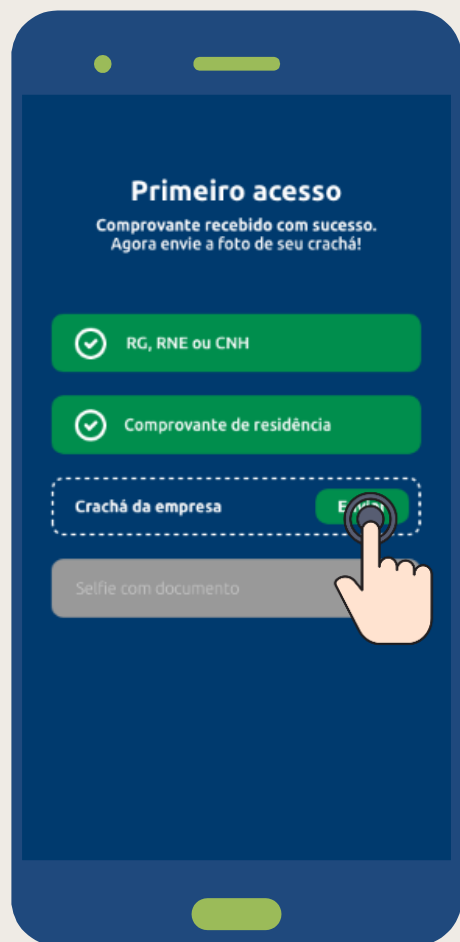 Primeiro acesso
Comprovante recebido com sucesso.
Agora envie a foto de seu crachá!
RG, RNE ou CNH
Comprovante de residência
Crachá da empresa
Selfie com documento